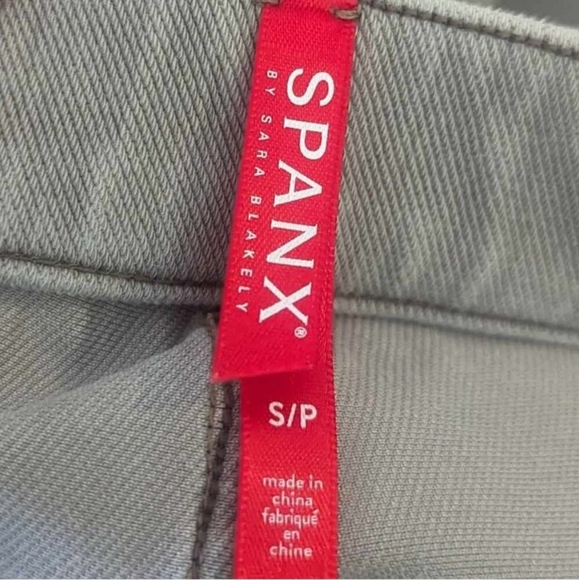 SPANX®
BY SARA BLAKELY
S/P
made in
china
fabriqué
en
chine